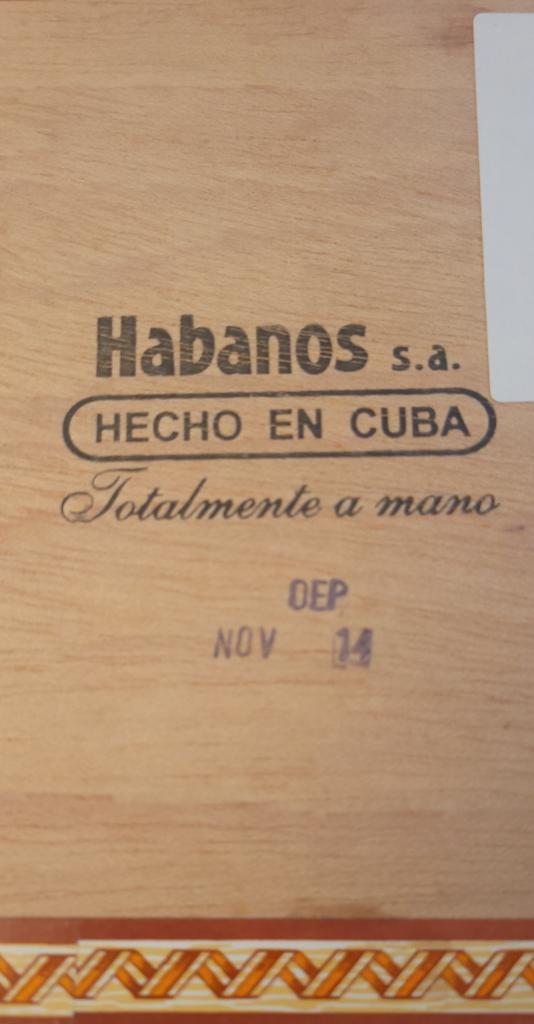 Habanos s.a.
HECHO EN CUBA
Totalmente a mano
OEP
NOV 14